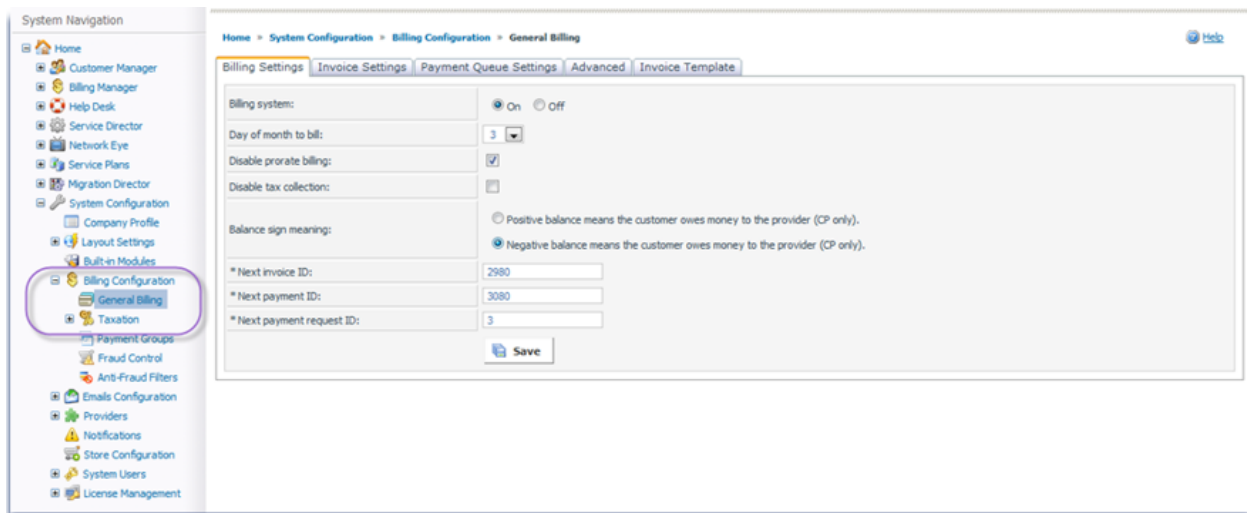 System Navigation
Home
Customer Manager
Billing Manager
Help Desk
Service Director
Network Eye
Service Plans
Migration Director
System Configuration
Company Profile
Layout Settings
Built-in Modules
Billing Configuration
General Billing
Taxation
Payment Groups
Fraud Control
Anti-Fraud Filters
Emails Configuration
Providers
Notifications
Store Configuration
System Users
License Management
Home » System Configuration » Billing Configuration » General Billing
Help
Billing Settings Invoice Settings Payment Queue Settings Advanced Invoice Template
Billing system: On Off
Day of month to bill: 3
Disable prorate billing:
Disable tax collection:
Balance sign meaning:
Positive balance means the customer owes money to the provider (CP only).
Negative balance means the customer owes money to the provider (CP only).
* Next invoice ID: 2980
* Next payment ID: 3080
* Next payment request ID: 3
Save